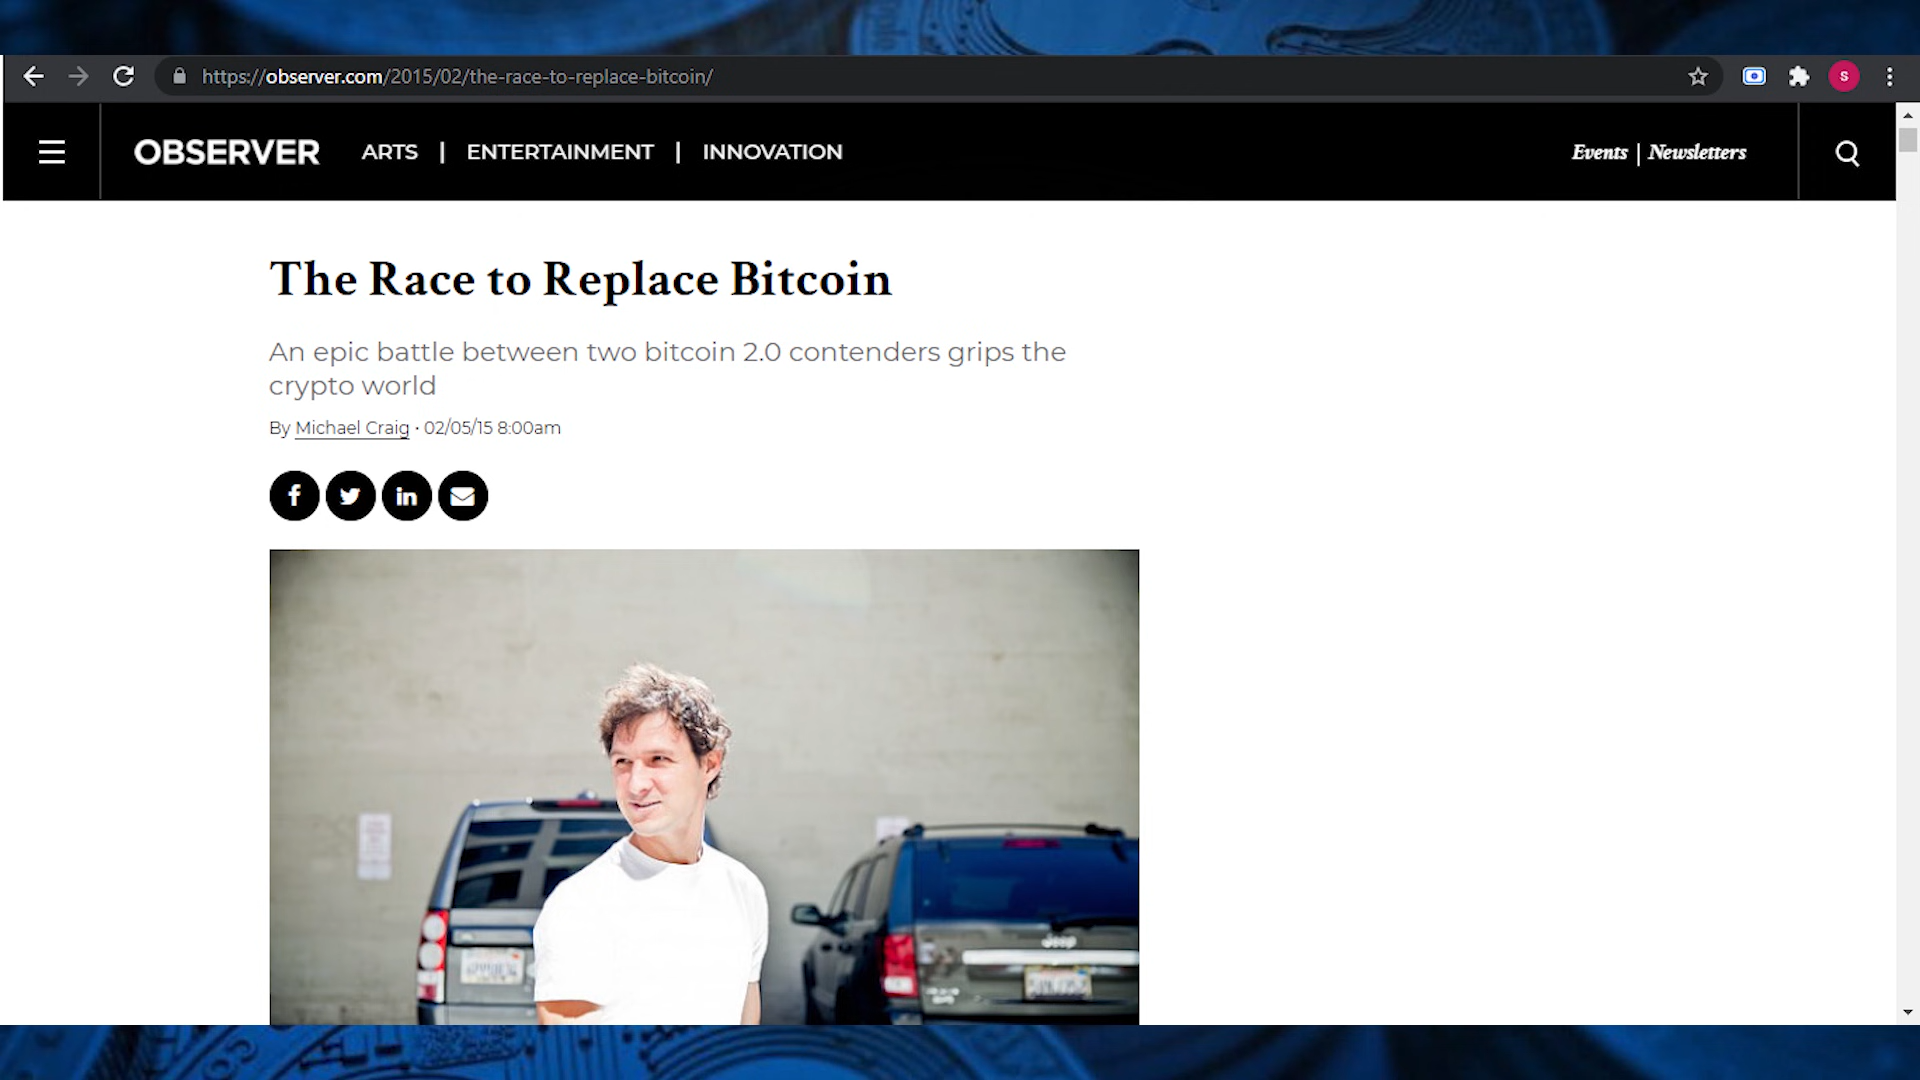 https://observer.com/2015/02/the-race-to-replace-bitcoin/
S
OBSERVER ARTS | ENTERTAINMENT | INNOVATION Events | Newsletters
The Race to Replace Bitcoin
An epic battle between two bitcoin 2.0 contenders grips the
crypto world
By Michael Craig · 02/05/15 8:00am
f in
Jeep